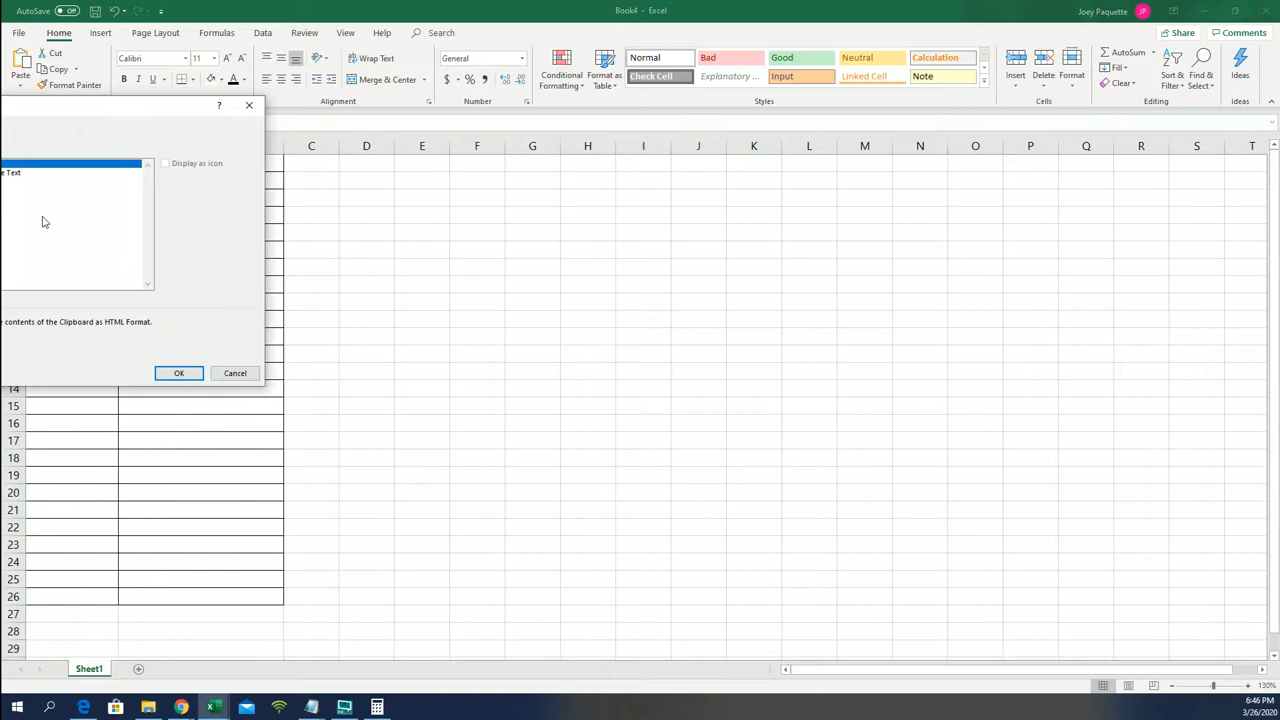 AutoSave Off
Book4 - Excel
Joey Paquette
JP
File Home Insert Page Layout Formulas Data Review View Help Search
Share Comments
Paste
Cut
Copy
Format Painter
Calibri 11
B I U
Wrap Text
Merge & Center
Alignment
General
$ % ,
Number
Conditional Formatting
Format as Table
Normal Bad Good Neutral Calculation
Check Cell Explanatory ... Input Linked Cell Note
Styles
Insert Delete Format
Cells
AutoSum
Fill
Clear
Sort & Filter
Find & Select
Editing
Ideas
Ideas
?
C D E F G H I J K L M N O P Q R S T
Display as icon
e Text
contents of the Clipboard as HTML Format.
OK Cancel
14
15
16
17
18
19
20
21
22
23
24
25
26
27
28
29
Sheet1
130%
6:46 PM
3/26/2020